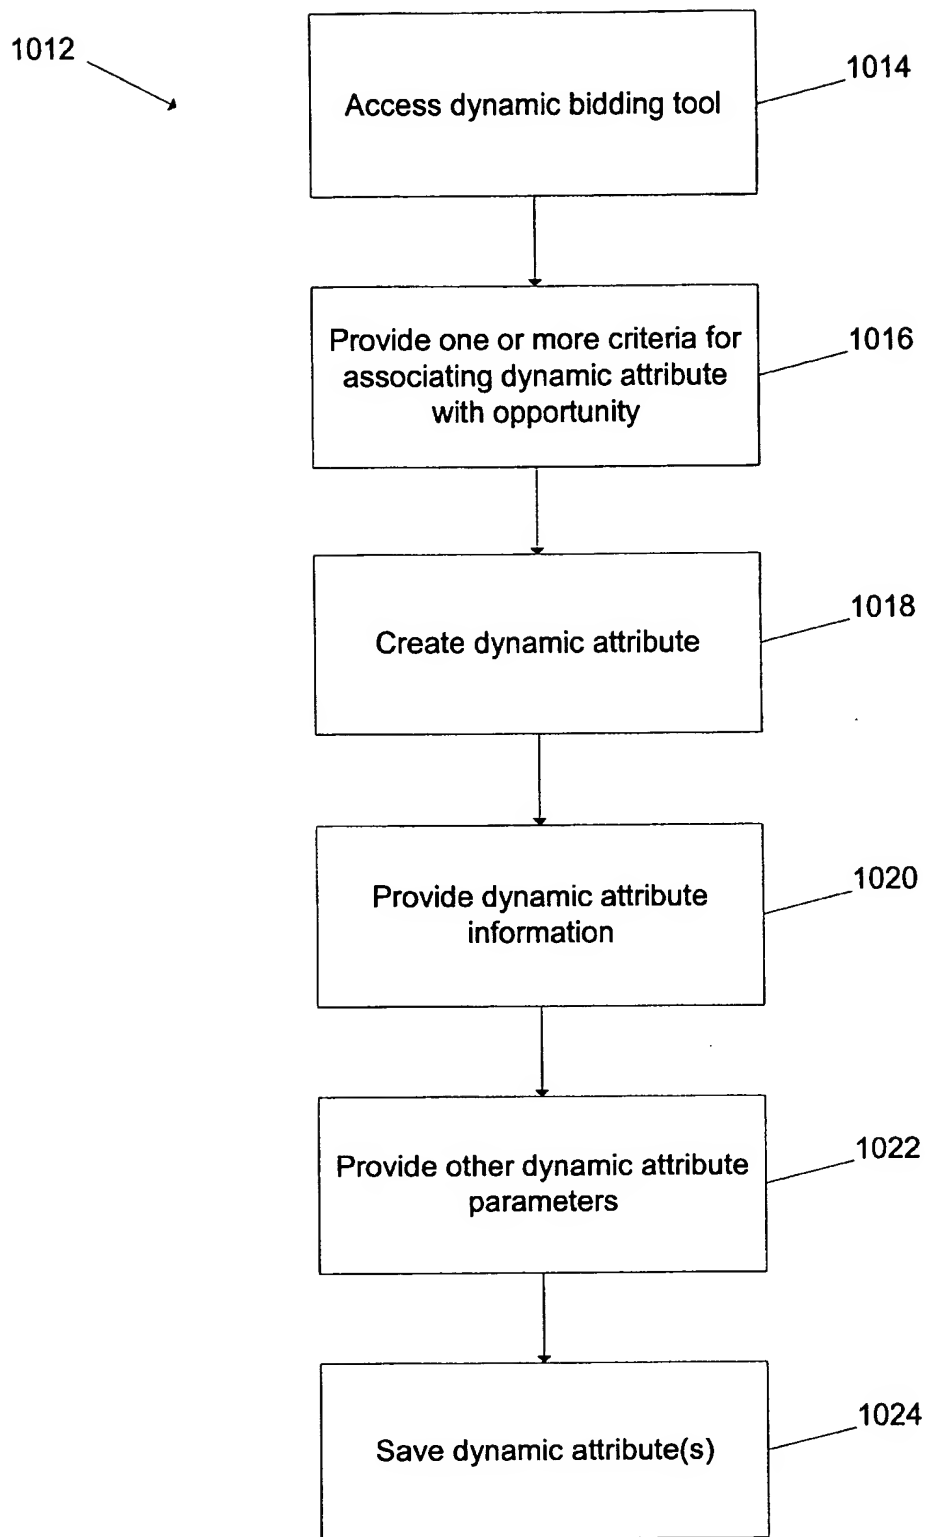 1012
1014
Access dynamic bidding tool
Provide one or more criteria for
associating dynamic attribute
with opportunity
1016
Create dynamic attribute
1018
Provide dynamic attribute
information
1020
Provide other dynamic attribute
parameters
1022
Save dynamic attribute(s)
1024